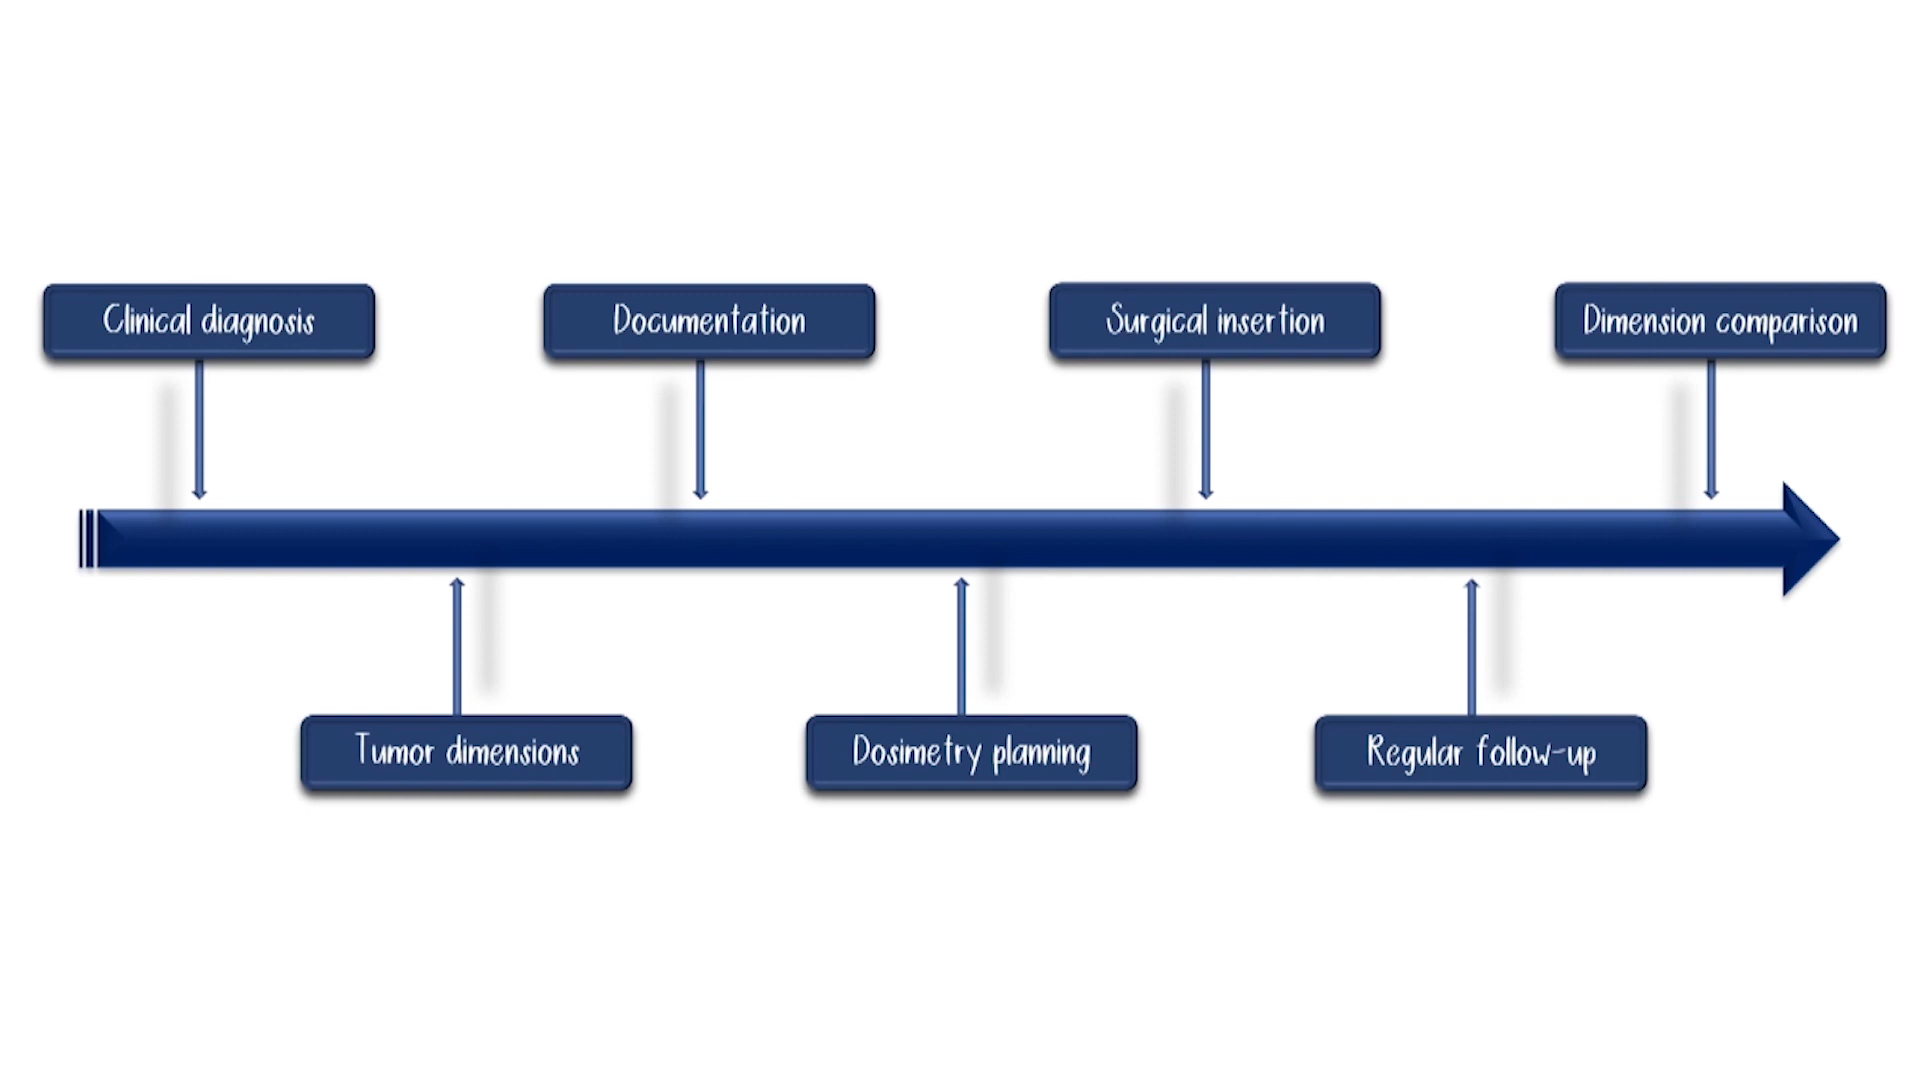 Clinical diagnosis
Documentation
Surgical insertion
Dimension comparison
Tumor dimensions
Dosimetry planning
Regular follow-up